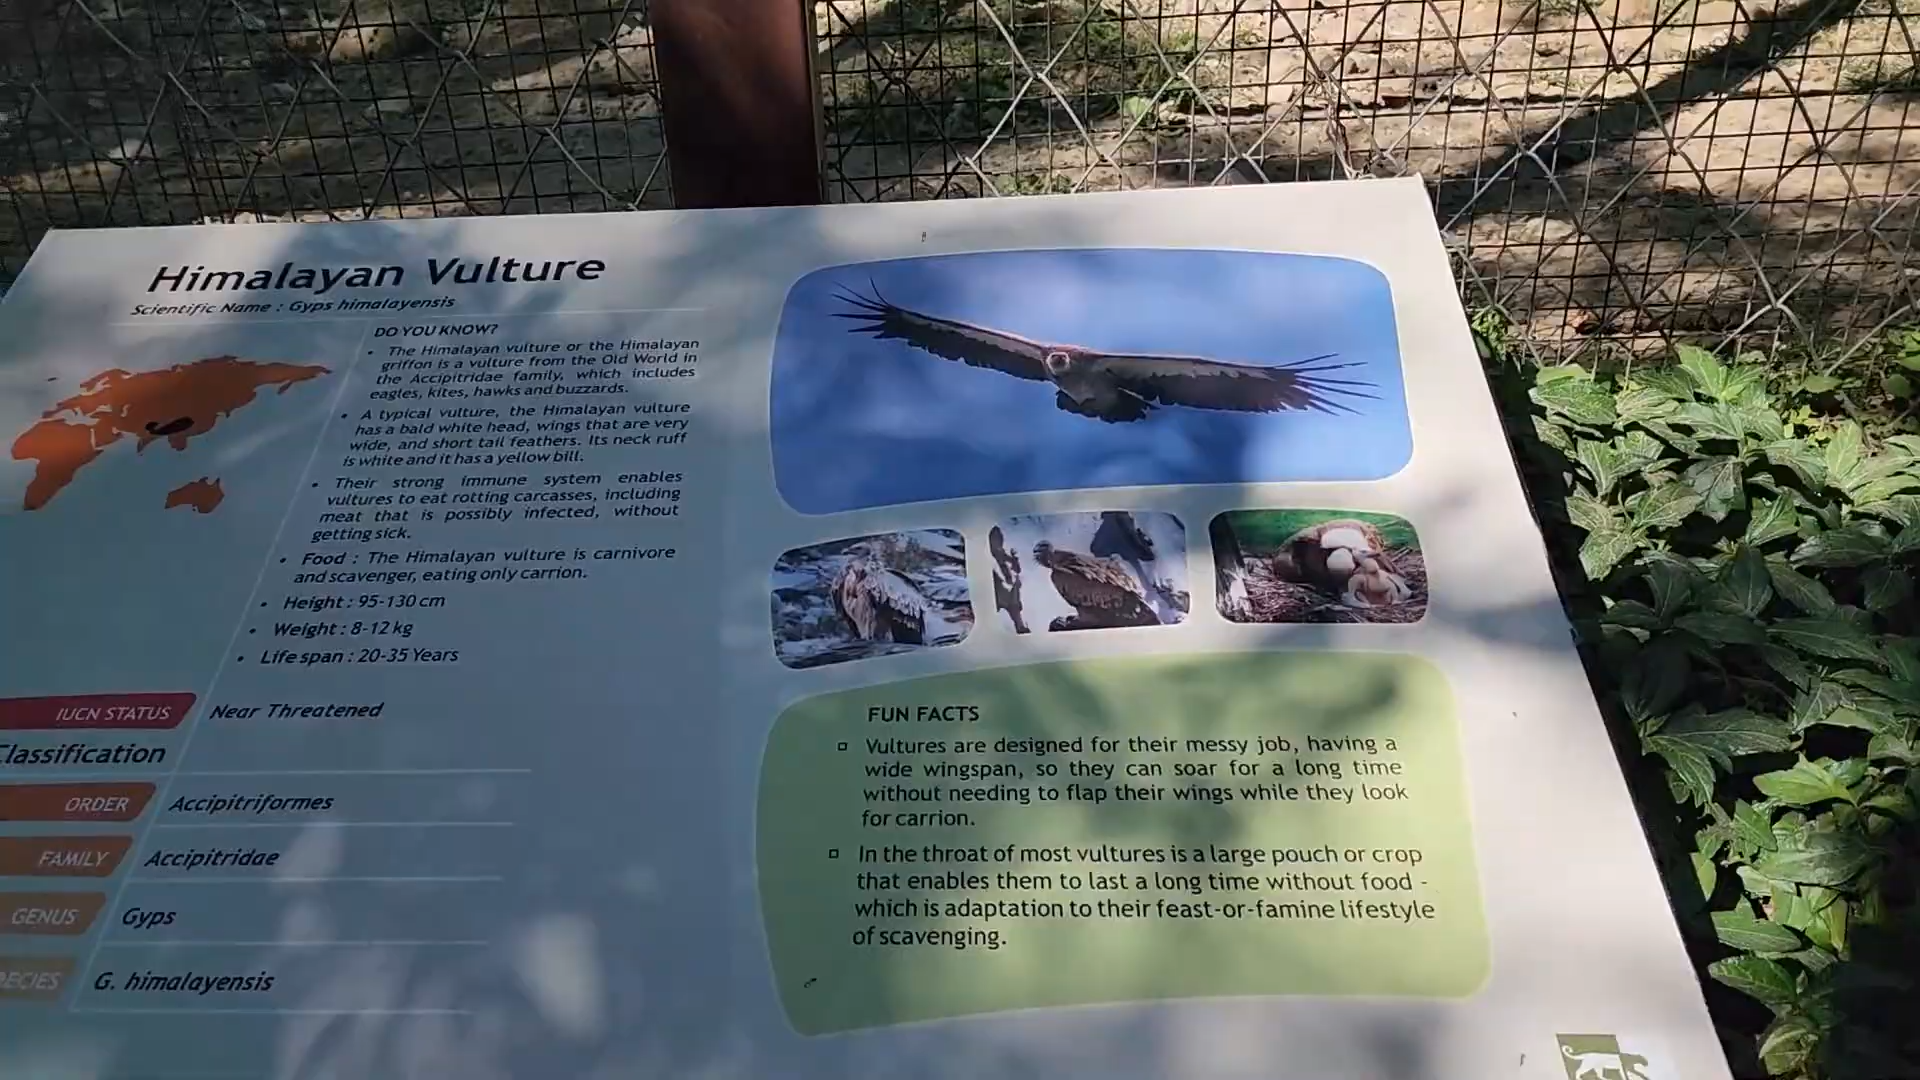 Himalayan Vulture
Scientific Name : Gyps himalayensis
DO YOU KNOW?
• The Himalayan vulture or the Himalayan
griffon is a vulture from the Old World in
the Accipitridae family, which includes
eagles, kites, hawks and buzzards.
• A typical vulture, the Himalayan vulture
has a bald white head, wings that are very
wide, and short tail feathers. Its neck ruff
is white and it has a yellow bill.
• Their strong immune system enables
vultures to eat rotting carcasses, including
meat that is possibly infected, without
getting sick.
• Food : The Himalayan vulture is carnivore
and scavenger, eating only carrion.
• Height : 95-130 cm
• Weight : 8-12 kg
• Life span : 20-35 Years
IUCN STATUS Near Threatened
Classification
ORDER Accipitriformes
FAMILY Accipitridae
GENUS Gyps
PECIES G. himalayensis
FUN FACTS
▫ Vultures are designed for their messy job, having a
wide wingspan, so they can soar for a long time
without needing to flap their wings while they look
for carrion.
▫ In the throat of most vultures is a large pouch or crop
that enables them to last a long time without food -
which is adaptation to their feast-or-famine lifestyle
of scavenging.